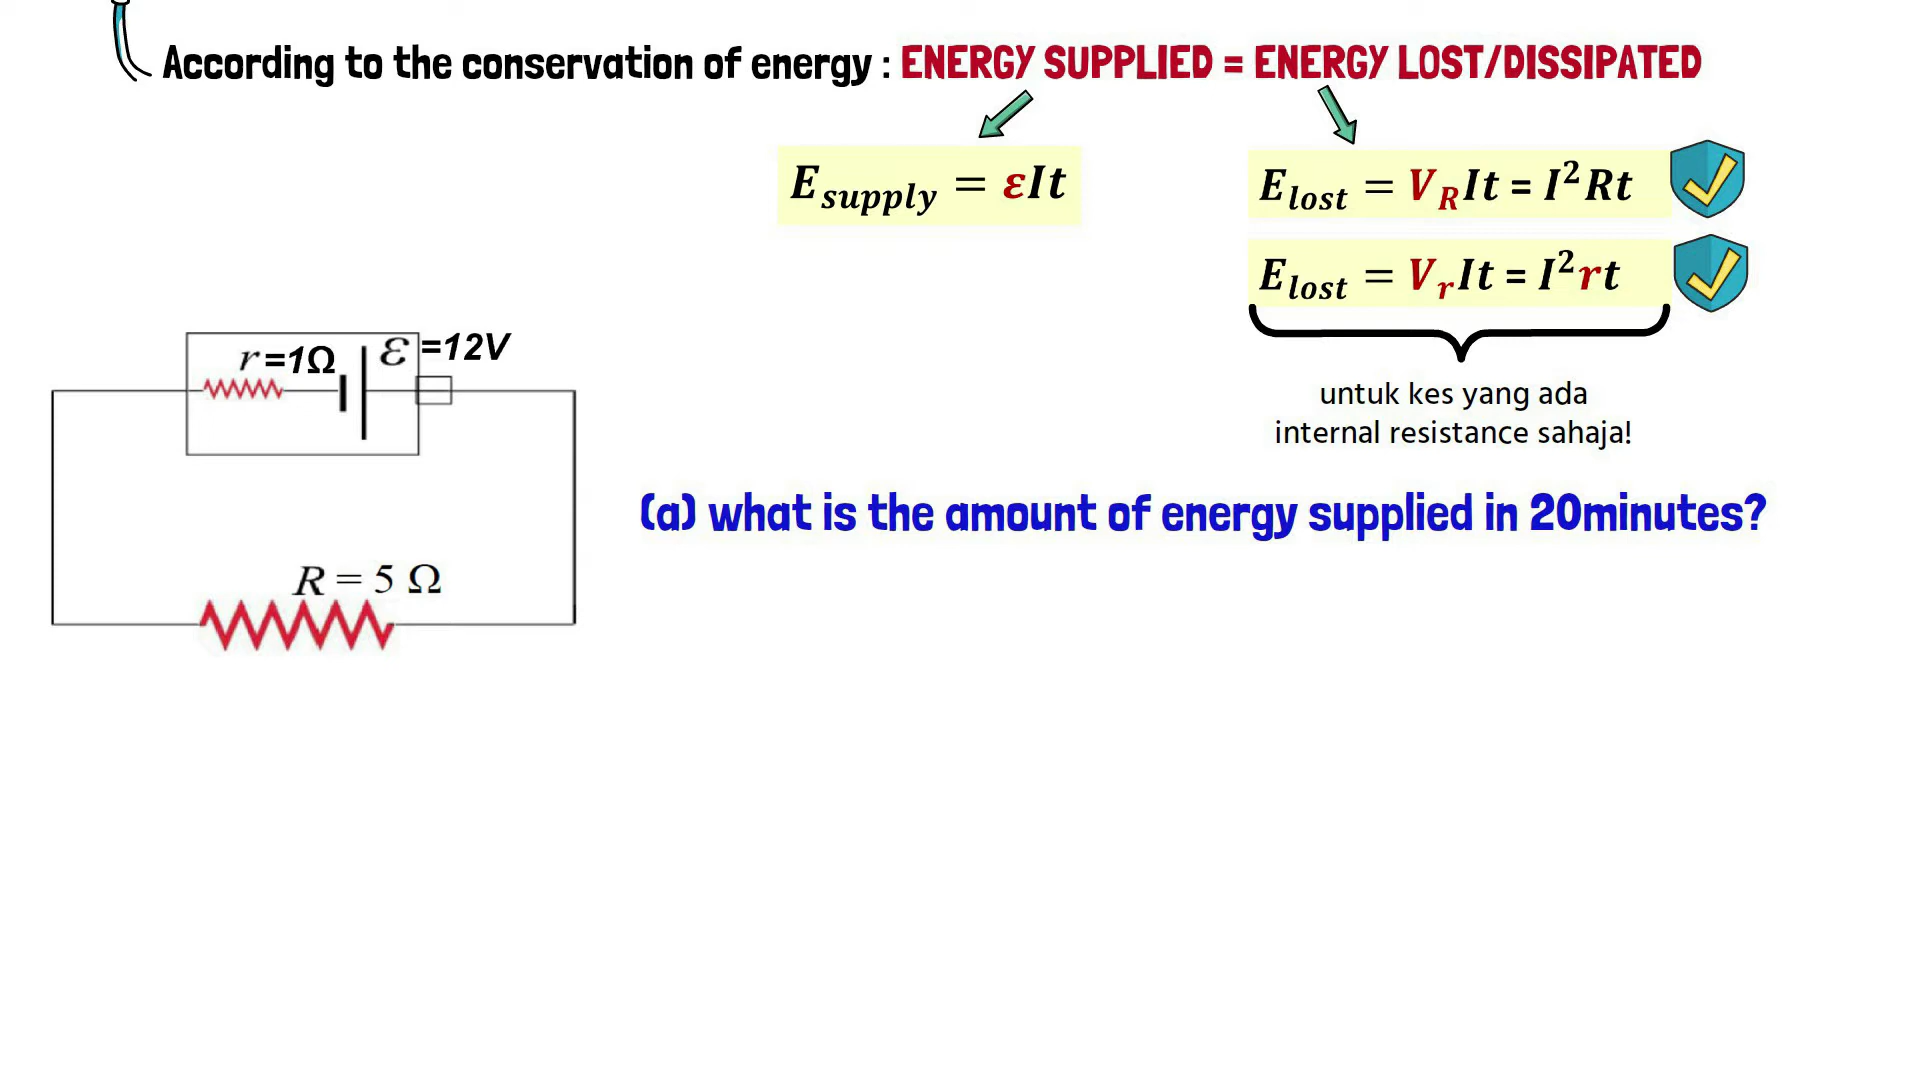 According to the conservation of energy : ENERGY SUPPLIED = ENERGY LOST/DISSIPATED
E_supply = εIt
E_lost = V_R It = I²Rt
E_lost = V_r It = I²rt
untuk kes yang ada
internal resistance sahaja!
r=1Ω
ε=12V
(a) what is the amount of energy supplied in 20minutes?
R = 5 Ω